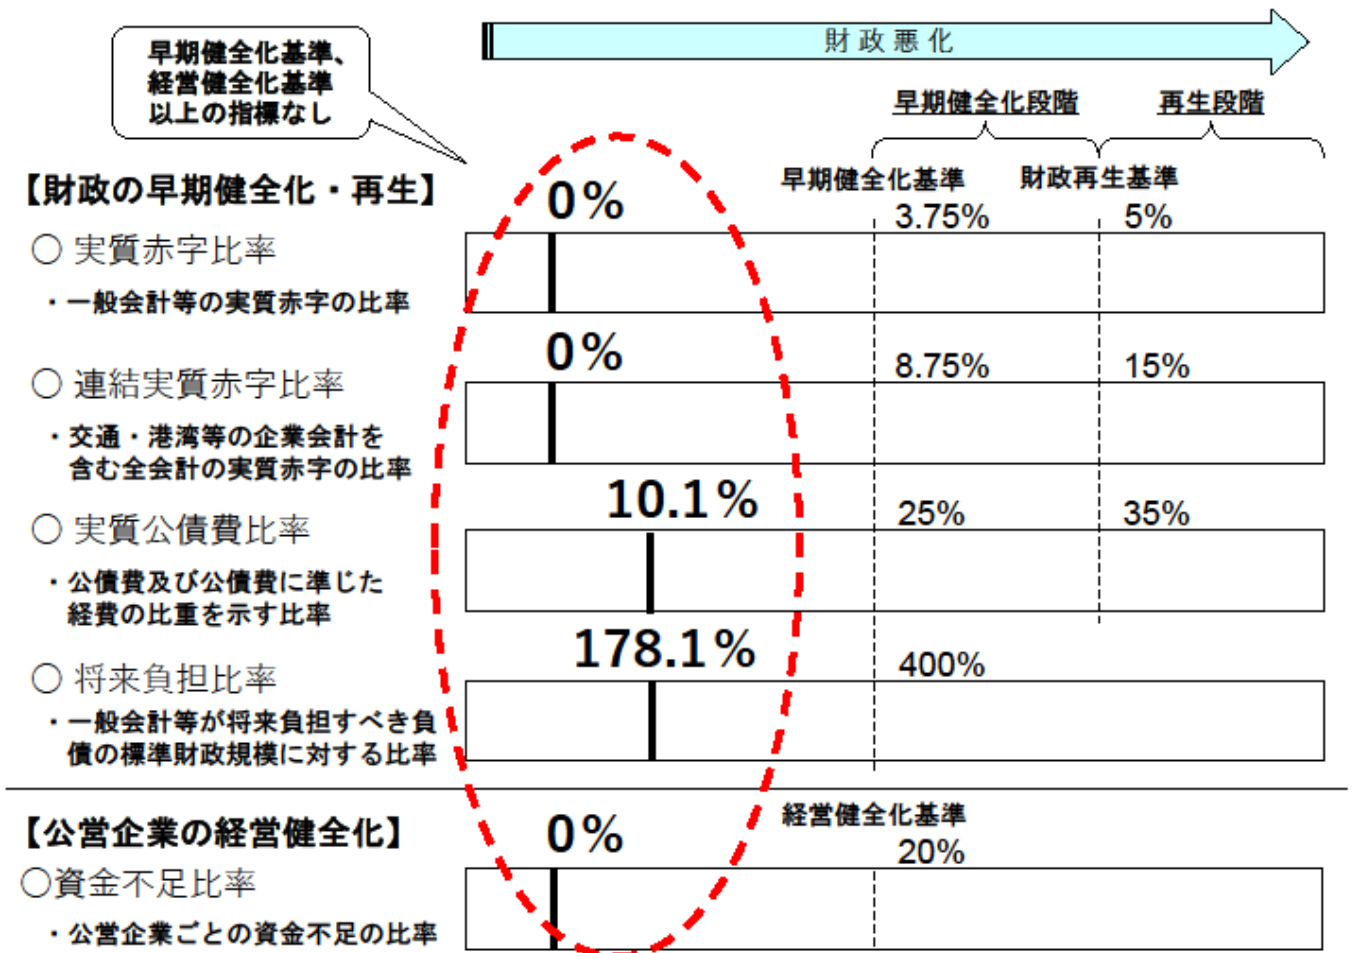 早期健全化基準、
経営健全化基準
以上の指標なし
財政悪化
早期健全化段階 再生段階
【財政の早期健全化・再生】
早期健全化基準 財政再生基準
0% 3.75% 5%
○ 実質赤字比率
・一般会計等の実質赤字の比率
0% 8.75% 15%
○ 連結実質赤字比率
・交通・港湾等の企業会計を
含む全会計の実質赤字の比率
10.1% 25% 35%
○ 実質公債費比率
・公債費及び公債費に準じた
経費の比重を示す比率
178.1% 400%
○ 将来負担比率
・一般会計等が将来負担すべき負
債の標準財政規模に対する比率
【公営企業の経営健全化】
経営健全化基準
0% 20%
○資金不足比率
・公営企業ごとの資金不足の比率